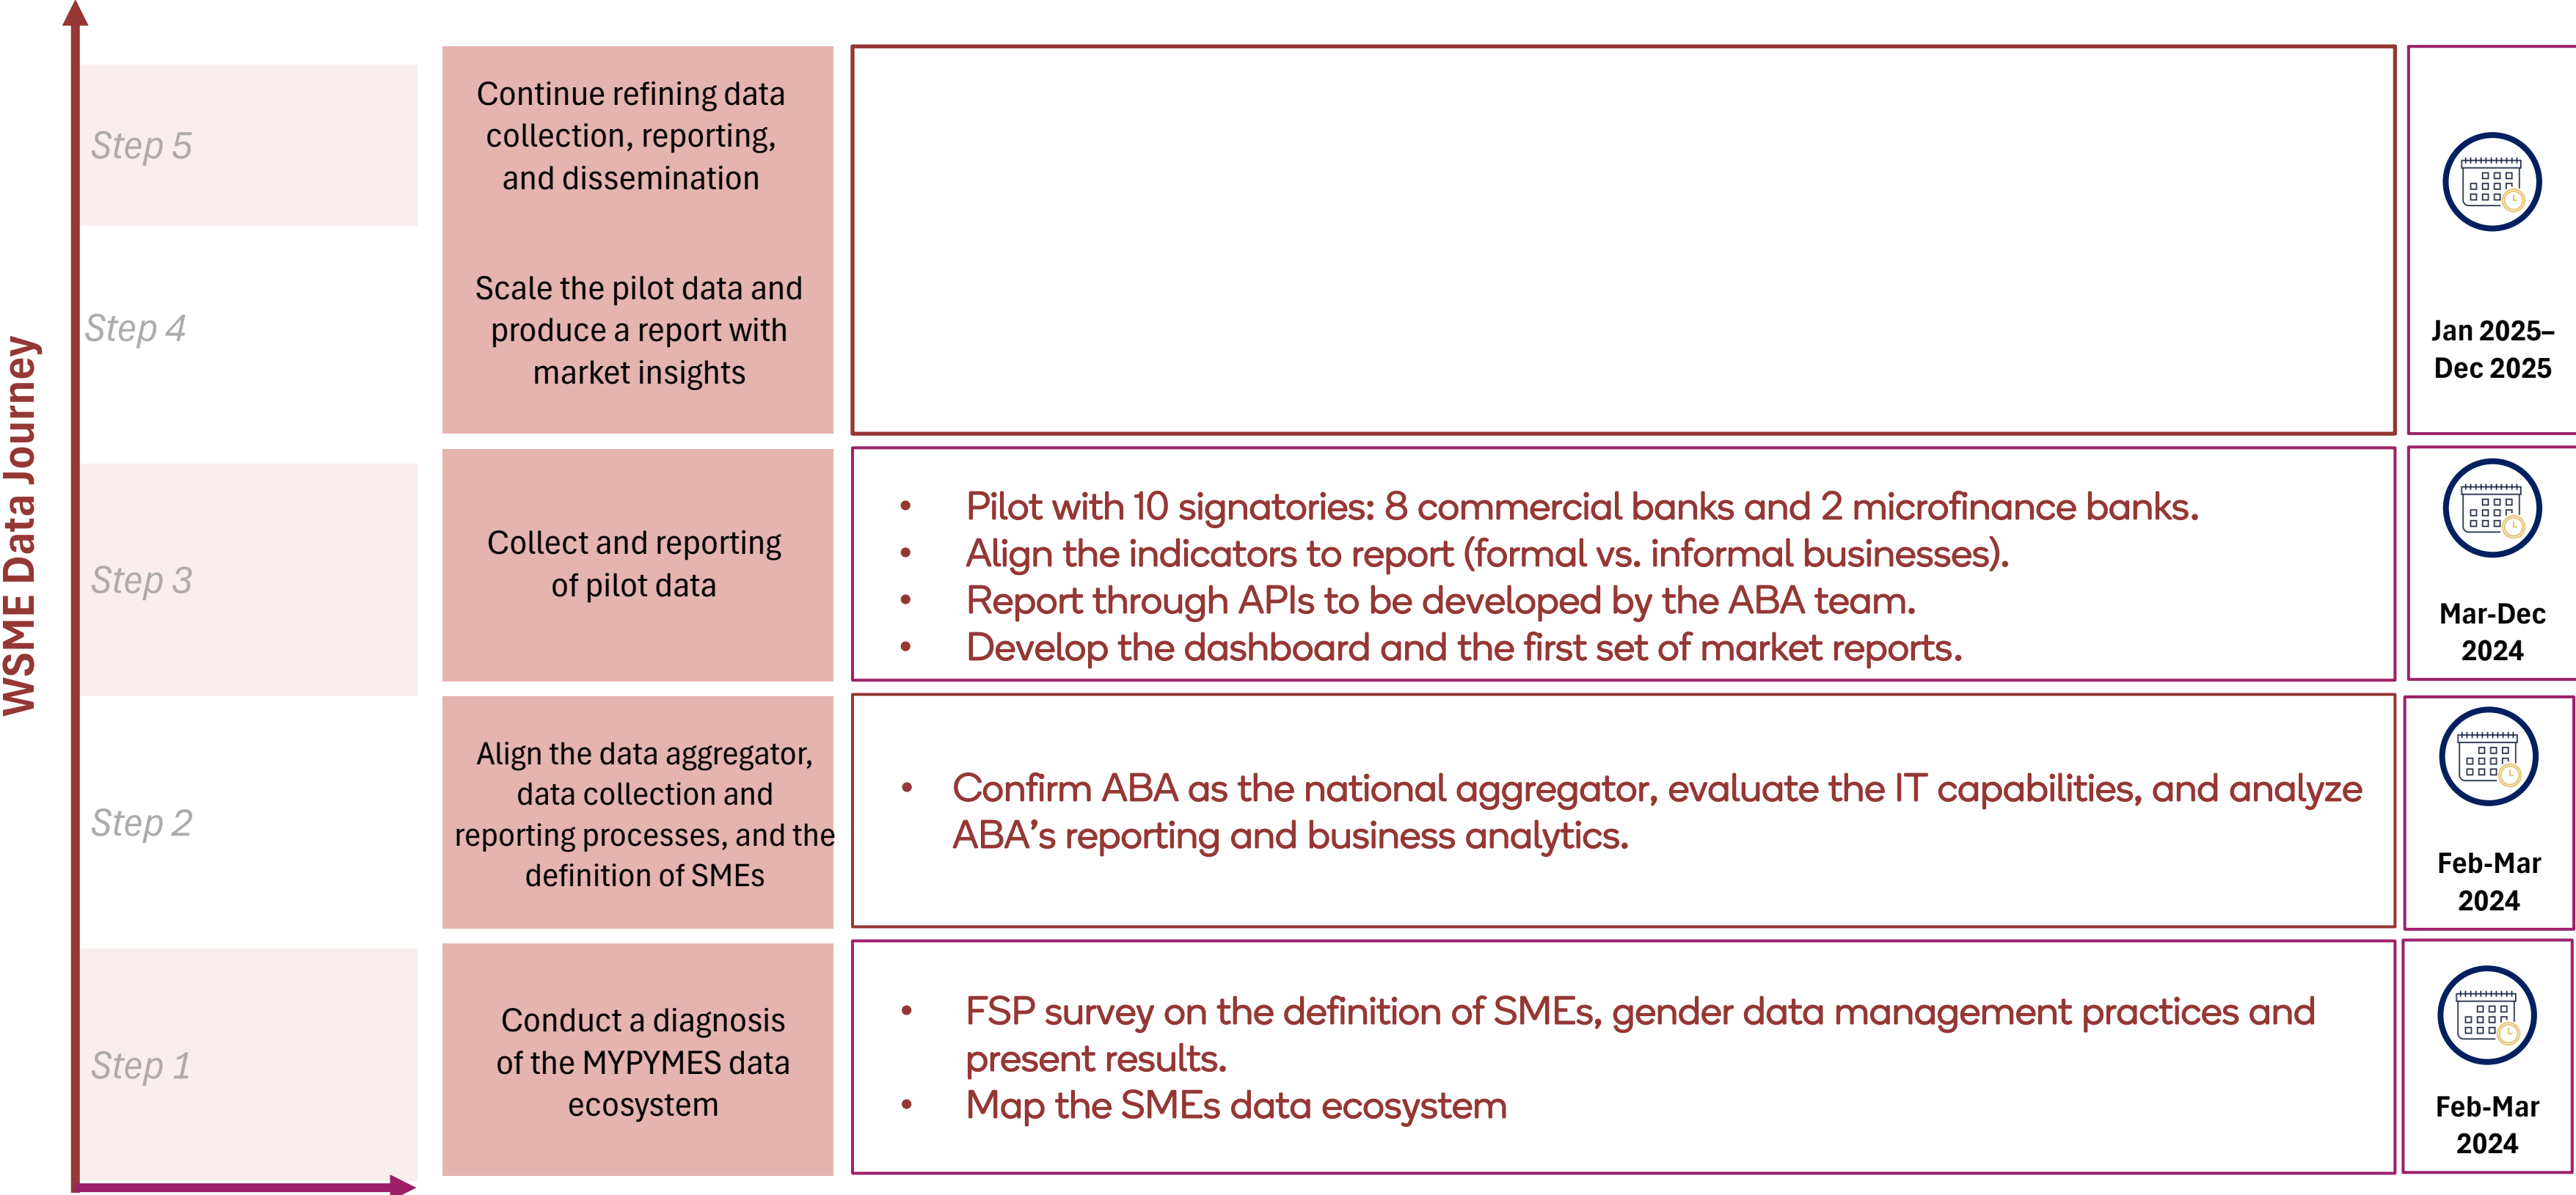 WSME Data Journey
Step 5
Continue refining data
collection, reporting,
and dissemination
Step 4
Scale the pilot data and
produce a report with
market insights
Jan 2025–
Dec 2025
Step 3
Collect and reporting
of pilot data
• Pilot with 10 signatories: 8 commercial banks and 2 microfinance banks.
• Align the indicators to report (formal vs. informal businesses).
• Report through APIs to be developed by the ABA team.
• Develop the dashboard and the first set of market reports.
Mar-Dec
2024
Step 2
Align the data aggregator,
data collection and
reporting processes, and the
definition of SMEs
• Confirm ABA as the national aggregator, evaluate the IT capabilities, and analyze
ABA’s reporting and business analytics.
Feb-Mar
2024
Step 1
Conduct a diagnosis
of the MYPYMES data
ecosystem
• FSP survey on the definition of SMEs, gender data management practices and
present results.
• Map the SMEs data ecosystem
Feb-Mar
2024